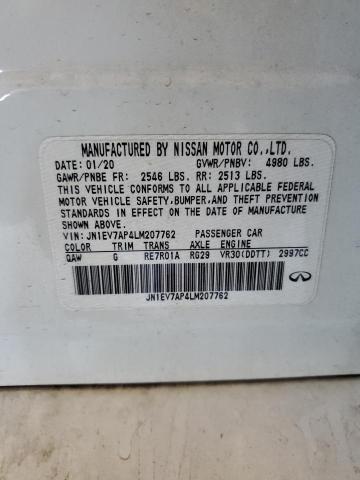 MANUFACTURED BY NISSAN MOTOR CO.,LTD.
DATE: 01/20 GVWR/PNBV: 4980 LBS.
GAWR/PNBE FR: 2546 LBS. RR: 2513 LBS.
THIS VEHICLE CONFORMS TO ALL APPLICABLE FEDERAL
MOTOR VEHICLE SAFETY,BUMPER,AND THEFT PREVENTION
STANDARDS IN EFFECT ON THE DATE OF MANUFACTURE
SHOWN ABOVE.
VIN: JN1EV7AP4LM207762 PASSENGER CAR
COLOR TRIM TRANS AXLE ENGINE
QAW G RE7R01A RG29 VR30(DDTT) 2997CC
JN1EV7AP4LM207762